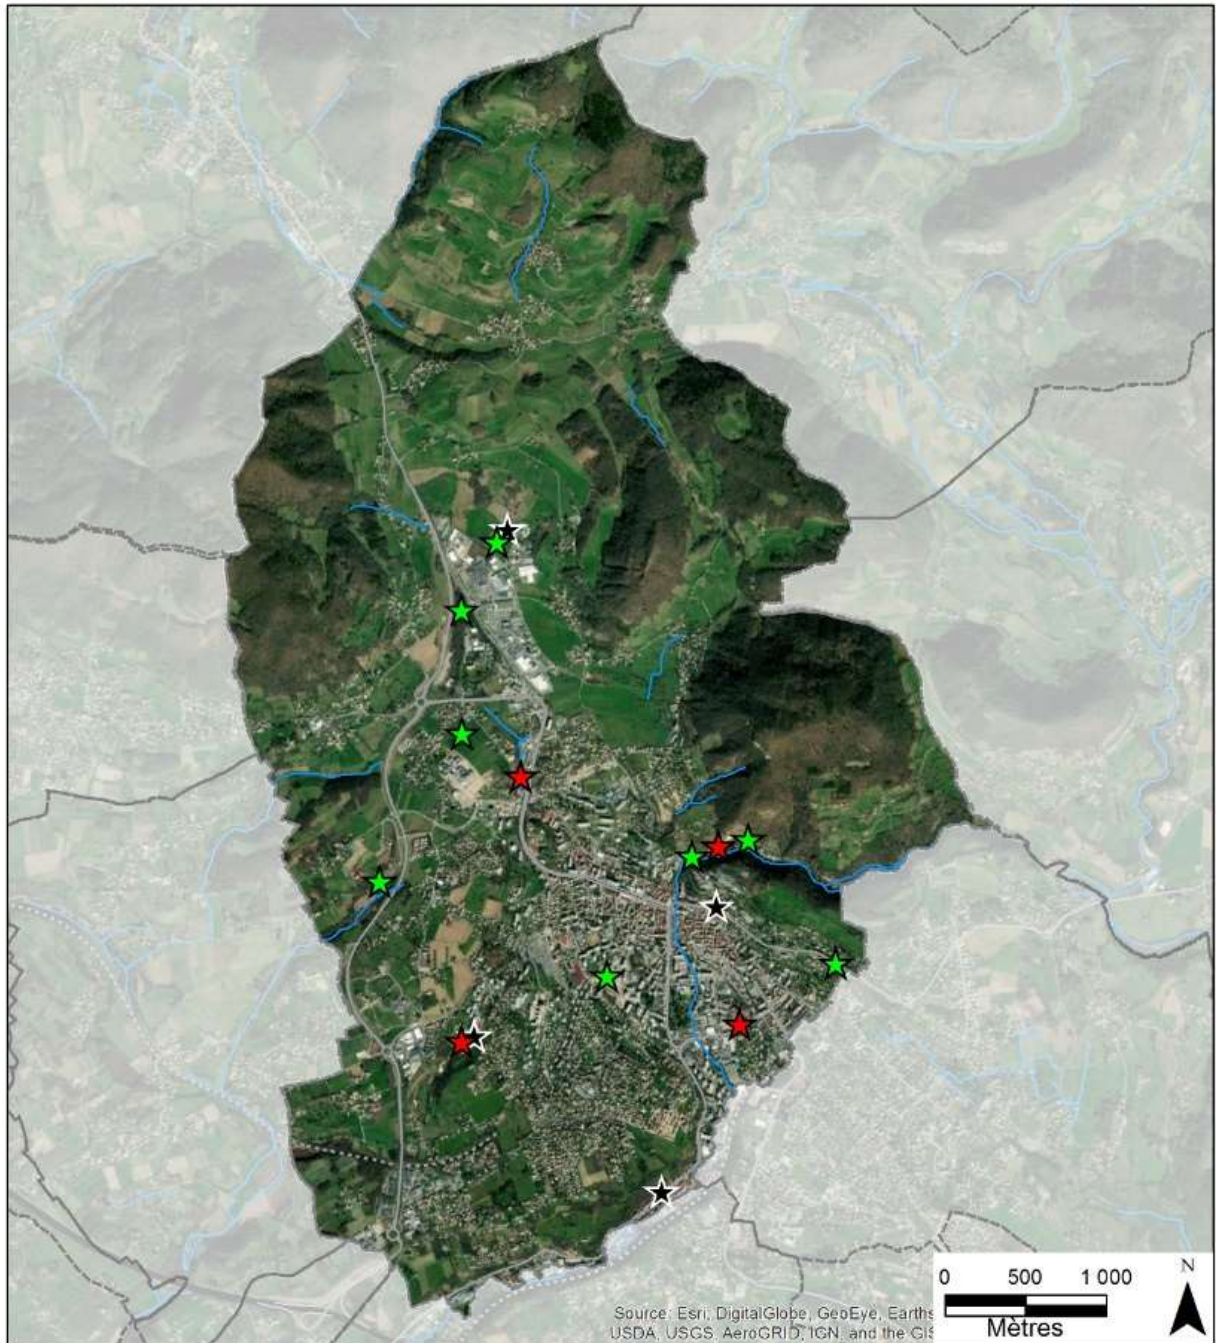 N
0 500 1 000
Mètres
Source: Esri, DigitalGlobe, GeoEye, Earths
USDA, USGS, AeroGRID, IGN, and the GIS